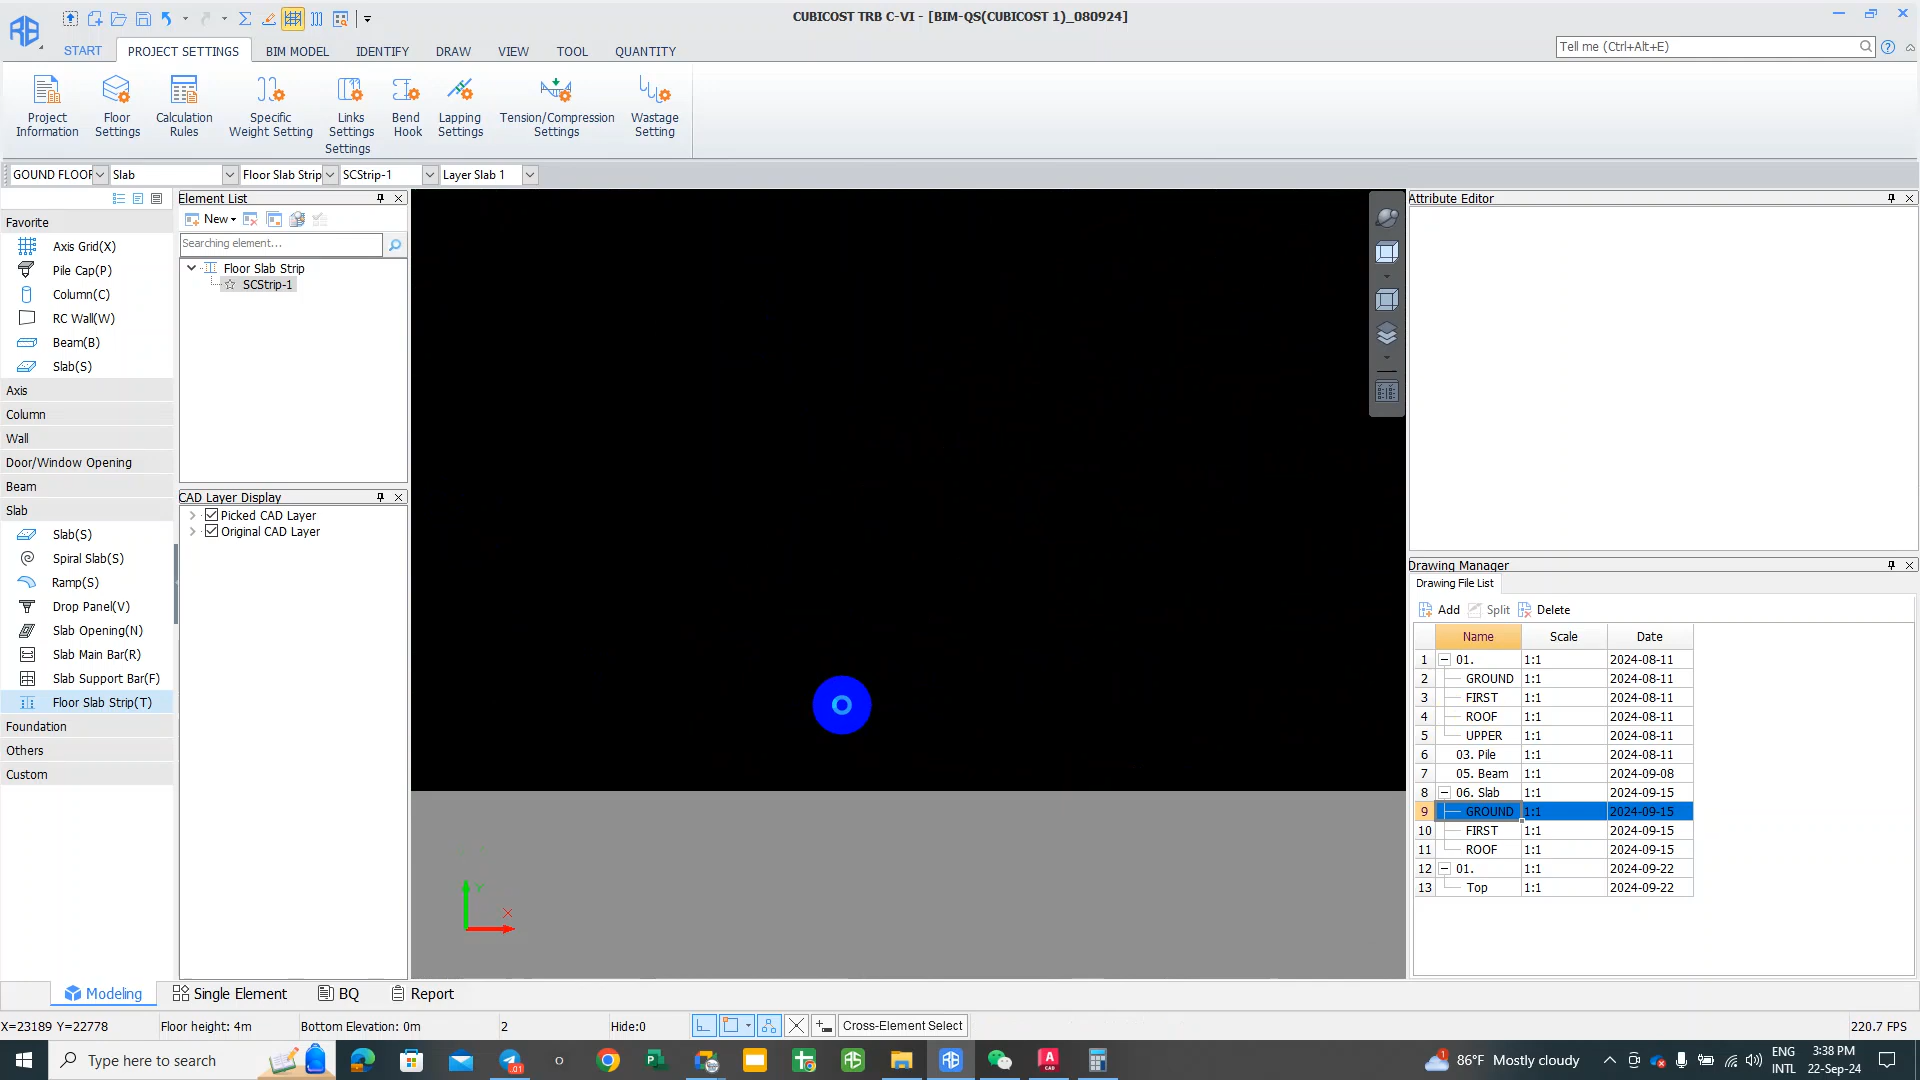 CUBICOST TRB C-VI - [BIM-QS(CUBICOST 1)_080924]
START
PROJECT SETTINGS
BIM MODEL
IDENTIFY
DRAW
VIEW
TOOL
QUANTITY
Tell me (Ctrl+Alt+E)
Project Information
Floor Settings
Calculation Rules
Specific Weight Setting
Links Settings
Bend Hook
Lapping Settings
Tension/Compression Settings
Wastage Setting
Settings
GOUND FLOOR
Slab
Floor Slab Strip
SCStrip-1
Layer Slab 1
Favorite
Axis Grid(X)
Pile Cap(P)
Column(C)
RC Wall(W)
Beam(B)
Slab(S)
Axis
Column
Wall
Door/Window Opening
Beam
Slab
Slab(S)
Spiral Slab(S)
Ramp(S)
Drop Panel(V)
Slab Opening(N)
Slab Main Bar(R)
Slab Support Bar(F)
Floor Slab Strip(T)
Foundation
Others
Custom
Element List
New
Searching element...
Floor Slab Strip
SCStrip-1
CAD Layer Display
Picked CAD Layer
Original CAD Layer
Y
X
Attribute Editor
Drawing Manager
Drawing File List
Add Split Delete
Name Scale Date
1 01. 1:1 2024-08-11
2 GROUND 1:1 2024-08-11
3 FIRST 1:1 2024-08-11
4 ROOF 1:1 2024-08-11
5 UPPER 1:1 2024-08-11
6 03. Pile 1:1 2024-08-11
7 05. Beam 1:1 2024-09-08
8 06. Slab 1:1 2024-09-15
9 GROUND 1:1 2024-09-15
10 FIRST 1:1 2024-09-15
11 ROOF 1:1 2024-09-15
12 01. 1:1 2024-09-22
13 Top 1:1 2024-09-22
Modeling
Single Element
BQ
Report
X=23189 Y=22778
Floor height: 4m
Bottom Elevation: 0m
2
Hide:0
Cross-Element Select
220.7 FPS
Type here to search
86°F Mostly cloudy
ENG
INTL
3:38 PM
22-Sep-24